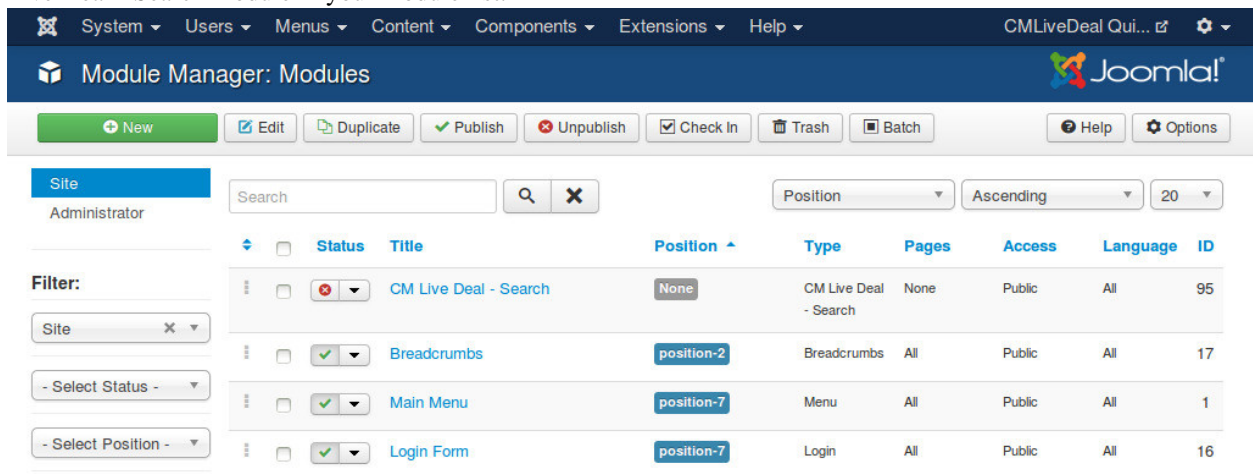 System Users Menus Content Components Extensions Help CMLiveDeal Qui...
Module Manager: Modules Joomla!
New Edit Duplicate Publish Unpublish Check In Trash Batch Help Options
Site
Administrator
Search Position Ascending 20
Status Title Position Type Pages Access Language ID
Filter:
CM Live Deal - Search None CM Live Deal - Search None Public All 95
Site
Breadcrumbs position-2 Breadcrumbs All Public All 17
- Select Status -
Main Menu position-7 Menu All Public All 1
- Select Position -
Login Form position-7 Login All Public All 16